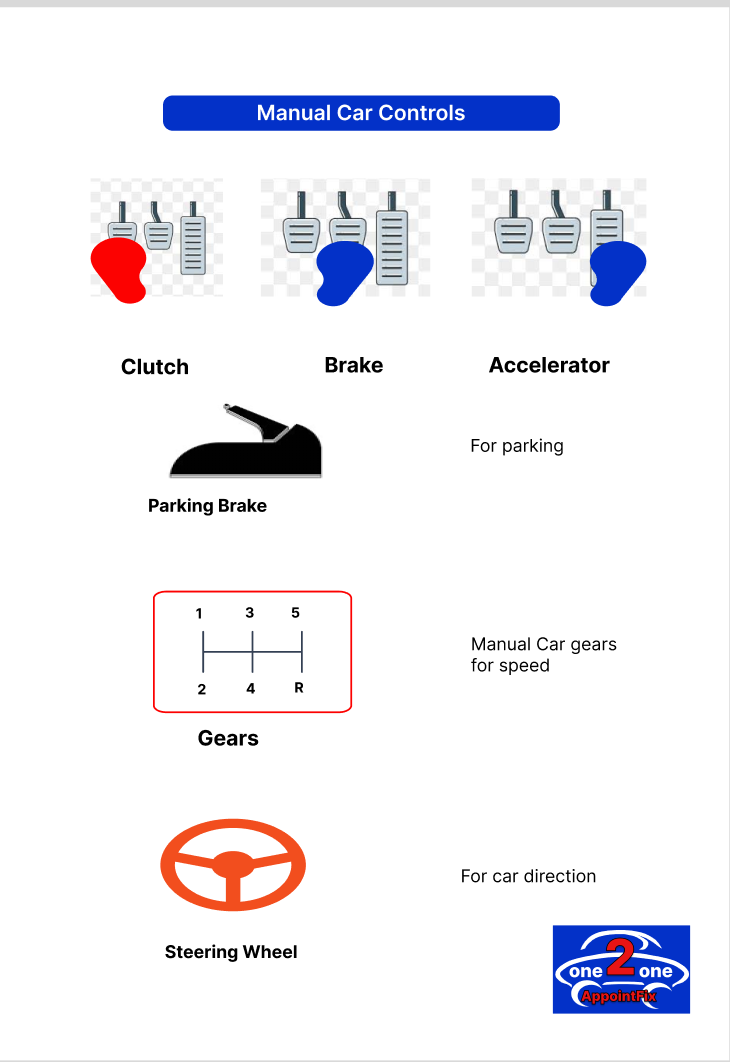 Manual Car Controls
Clutch
Brake
Accelerator
For parking
Parking Brake
1 3 5
2 4 R
Manual Car gears
for speed
Gears
For car direction
Steering Wheel
one 2 one
AppointFix